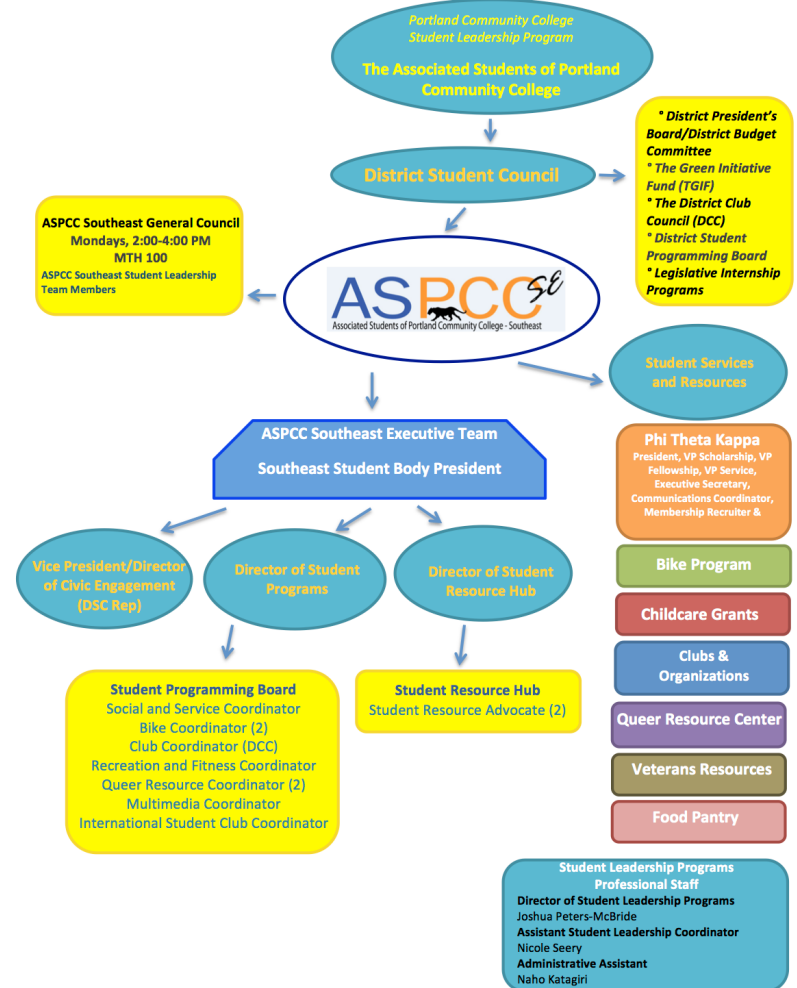 Portland Community College
Student Leadership Program
The Associated Students of Portland
Community College
° District President's
Board/District Budget
Committee
° The Green Initiative
Fund (TGIF)
° The District Club
Council (DCC)
° District Student
Programming Board
° Legislative Internship
Programs
District Student Council
ASPCC Southeast General Council
Mondays, 2:00-4:00 PM
MTH 100
ASPCC Southeast Student Leadership
Team Members
ASPCC SE
Associated Students of Portland Community College - Southeast
Student Services
and Resources
ASPCC Southeast Executive Team
Southeast Student Body President
Phi Theta Kappa
President, VP Scholarship, VP
Fellowship, VP Service,
Executive Secretary,
Communications Coordinator,
Membership Recruiter &
Vice President/Director
of Civic Engagement
(DSC Rep)
Director of Student
Programs
Director of Student
Resource Hub
Bike Program
Childcare Grants
Clubs &
Organizations
Queer Resource Center
Veterans Resources
Food Pantry
Student Programming Board
Social and Service Coordinator
Bike Coordinator (2)
Club Coordinator (DCC)
Recreation and Fitness Coordinator
Queer Resource Coordinator (2)
Multimedia Coordinator
International Student Club Coordinator
Student Resource Hub
Student Resource Advocate (2)
Student Leadership Programs
Professional Staff
Director of Student Leadership Programs
Joshua Peters-McBride
Assistant Student Leadership Coordinator
Nicole Seery
Administrative Assistant
Naho Katagiri